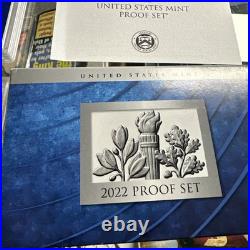 UNITED STATES MINT
PROOF SET®
UNITED STATES MINT
2022 PROOF SET